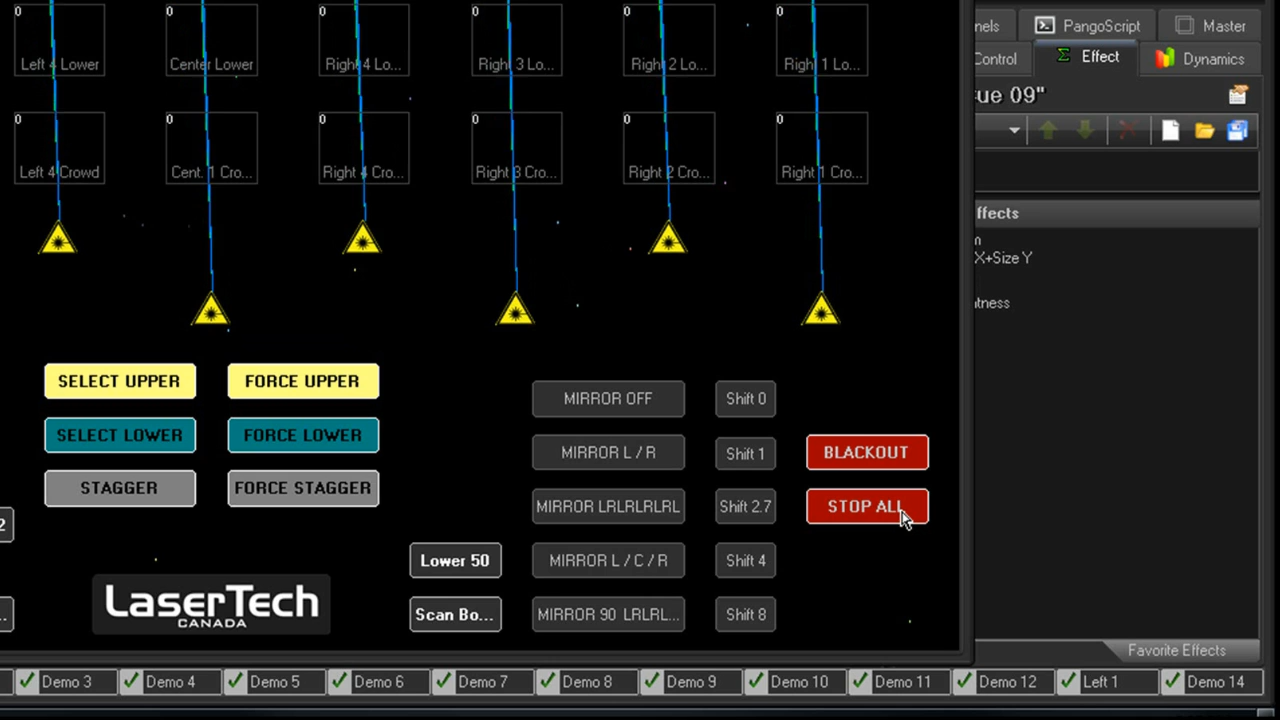 0 0 0 0 0 0
Left 4 Lower Center Lower Right 4 Lo... Right 3 Lo... Right 2 Lo... Right 1 Lo...
0 0 0 0 0 0
Left 4 Crowd Cent. 1 Cro... Right 4 Cro... Right 3 Cro... Right 2 Cro... Right 1 Cro...
nels PangoScript Master
Control Effect Dynamics
ue 09"
ffects
X+Size Y
tness
SELECT UPPER FORCE UPPER
SELECT LOWER FORCE LOWER
STAGGER FORCE STAGGER
MIRROR OFF Shift 0
MIRROR L / R Shift 1 BLACKOUT
MIRROR LRLRLRLRL Shift 2.7 STOP ALL
2
Lower 50 MIRROR L / C / R Shift 4
Scan Bo... MIRROR 90 LRLRL... Shift 8
LaserTech
CANADA
Demo 3 Demo 4 Demo 5 Demo 6 Demo 7 Demo 8 Demo 9 Demo 10 Demo 11 Demo 12 Left 1 Demo 14
Favorite Effects